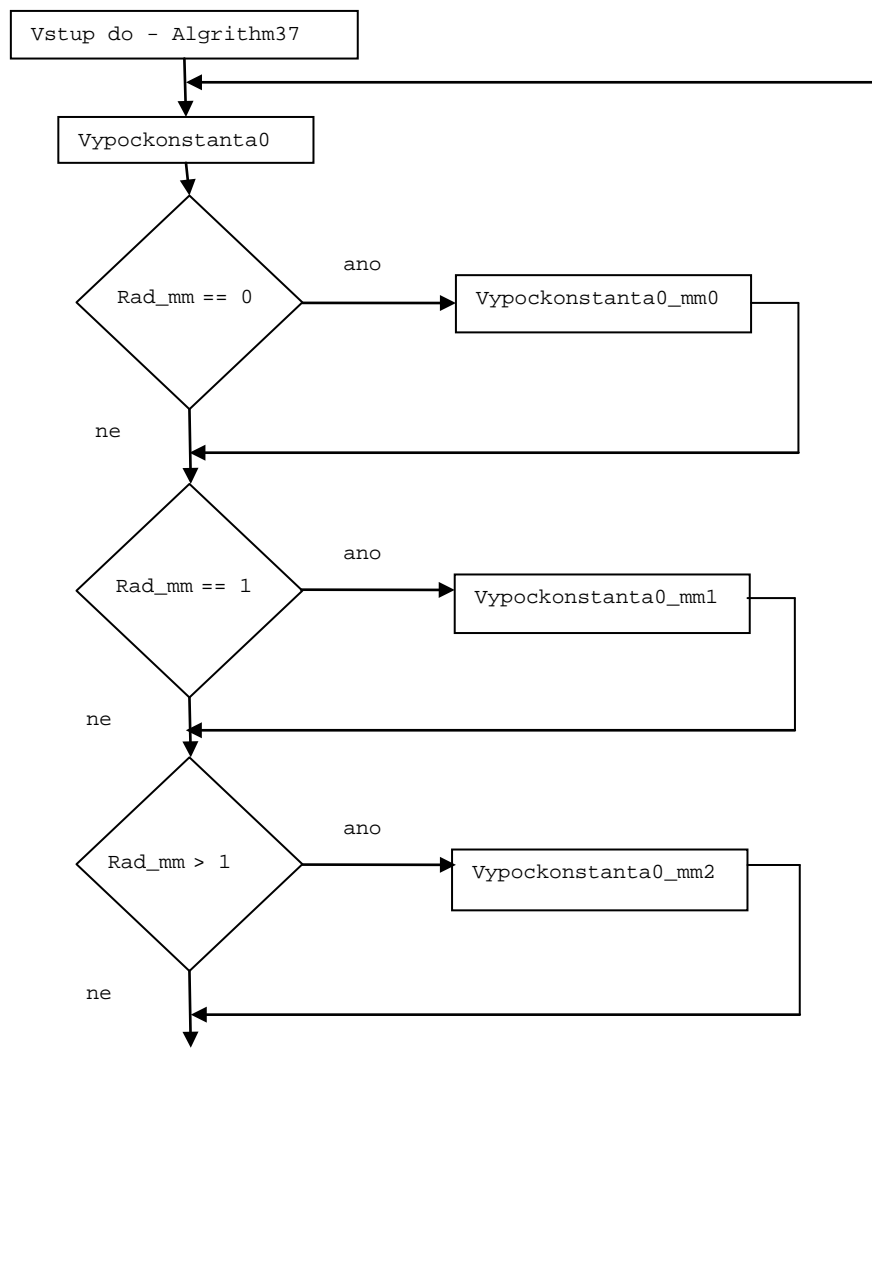 Vstup do - Algrithm37
Vypockonstanta0
ano
Rad_mm == 0
Vypockonstanta0_mm0
ne
ano
Rad_mm == 1
Vypockonstanta0_mm1
ne
ano
Rad_mm > 1
Vypockonstanta0_mm2
ne